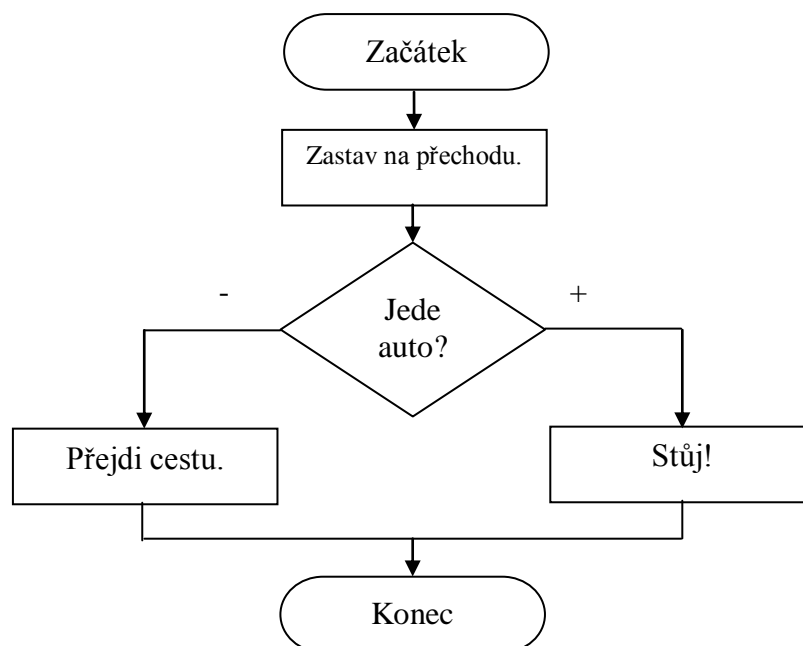 Začátek
Zastav na přechodu.
-
+
Jede
auto?
Přejdi cestu.
Stůj!
Konec